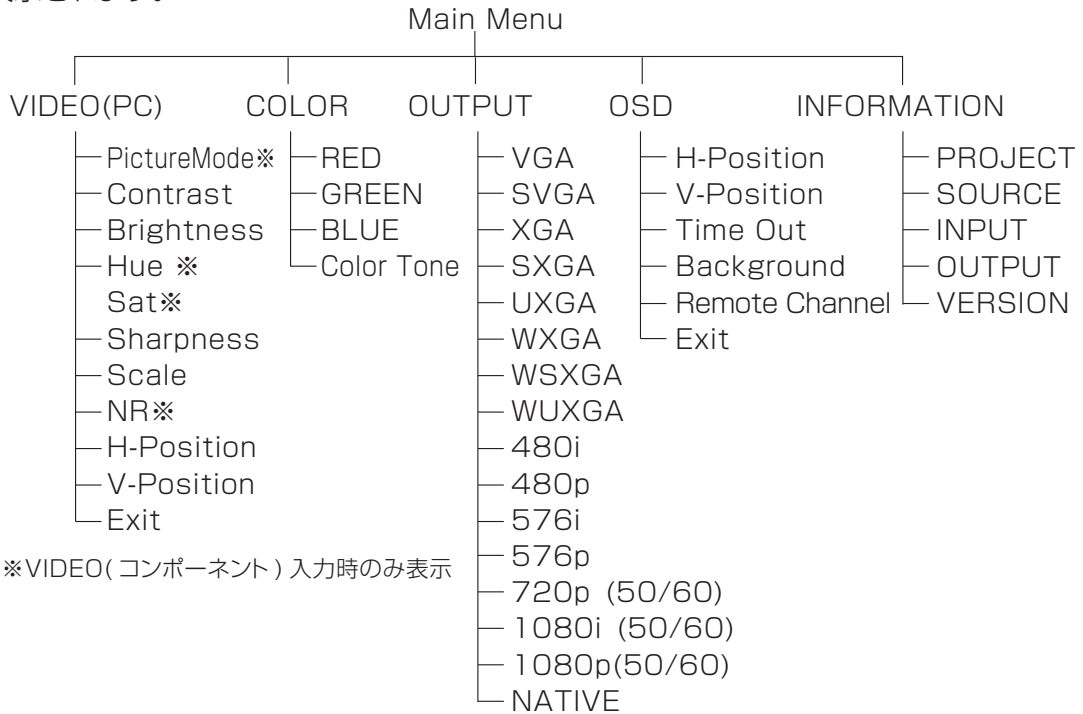 Main Menu
VIDEO(PC)
PictureMode※
Contrast
Brightness
Hue ※
Sat※
Sharpness
Scale
NR※
H-Position
V-Position
Exit
※VIDEO( コンポーネント ) 入力時のみ表示
COLOR
RED
GREEN
BLUE
Color Tone
OUTPUT
VGA
SVGA
XGA
SXGA
UXGA
WXGA
WSXGA
WUXGA
480i
480p
576i
576p
720p (50/60)
1080i (50/60)
1080p(50/60)
NATIVE
OSD
H-Position
V-Position
Time Out
Background
Remote Channel
Exit
INFORMATION
PROJECT
SOURCE
INPUT
OUTPUT
VERSION